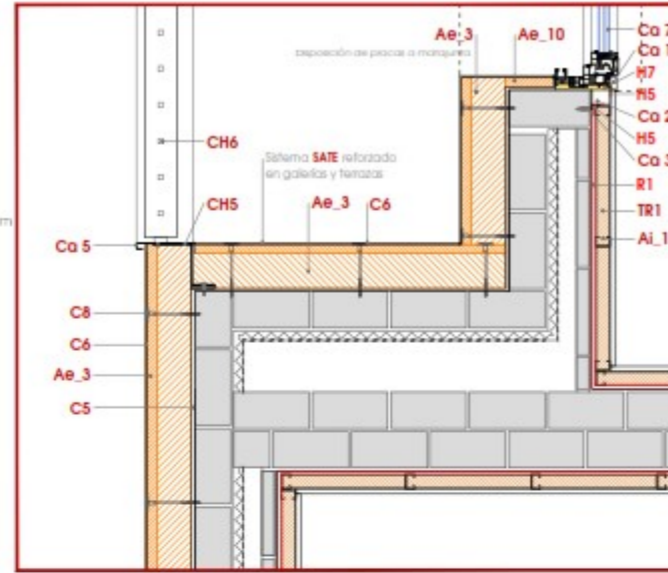 Ae_3
Ae_10
Ca 7
Ca 1
Disposición de placas a matajunta
H7
H5
Ca 2
CH6
H5
Sistema SATE reforzado
en galerías y terrazas
Ca 3
R1
CH5
Ae_3
C6
TR1
Ca 5
Ai_1
C8
C6
Ae_3
C5